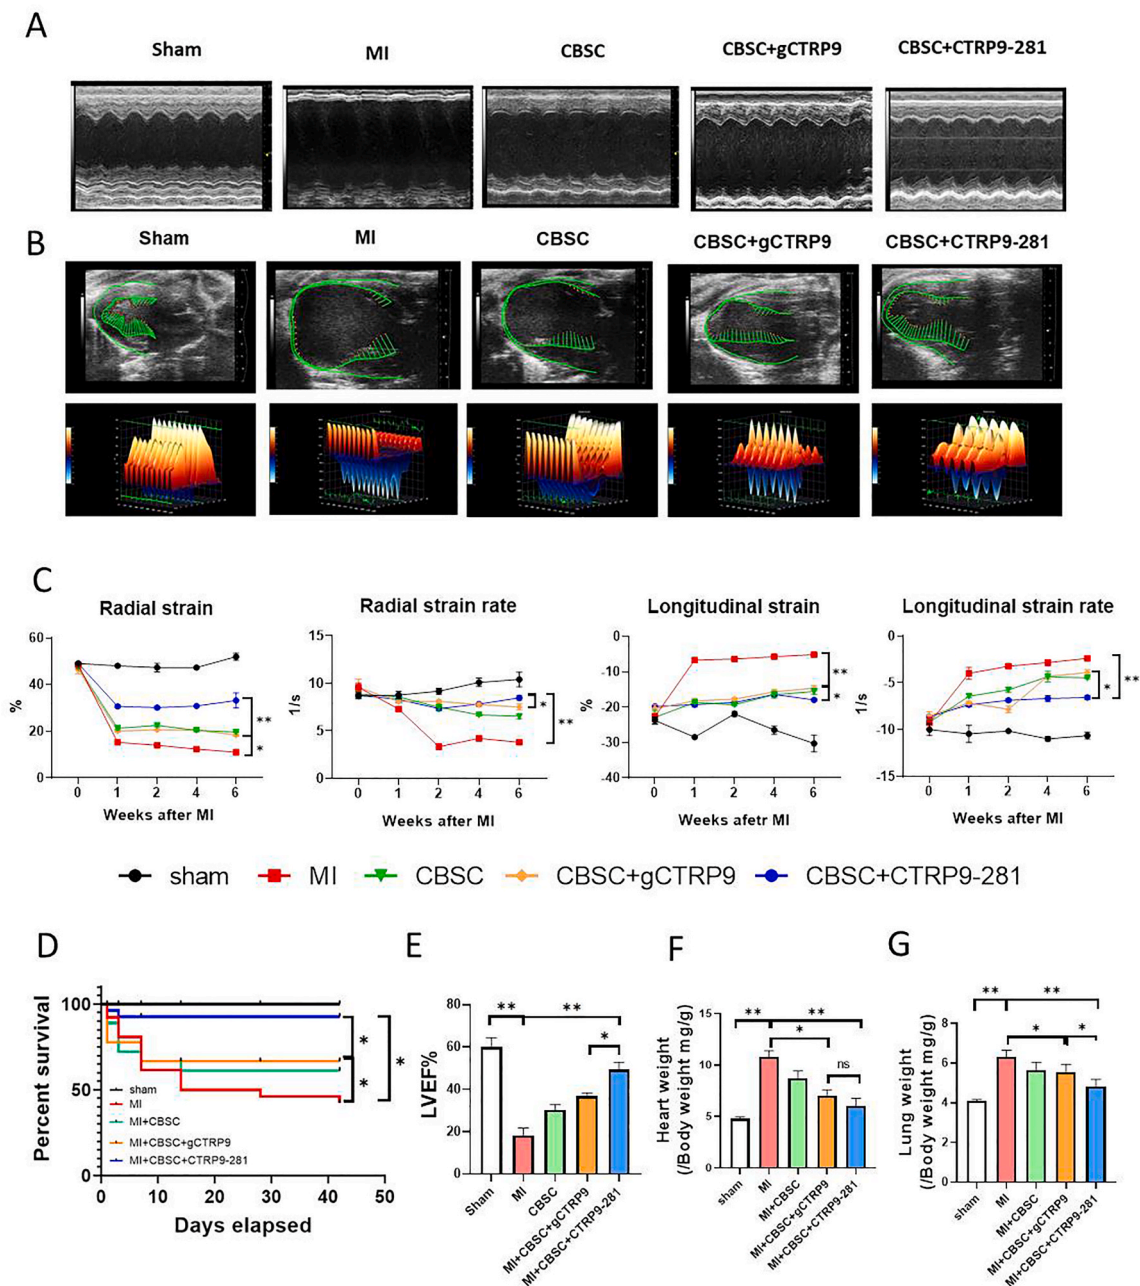 A
Sham
MI
CBSC
CBSC+gCTRP9
CBSC+CTRP9-281
B
Sham
MI
CBSC
CBSC+gCTRP9
CBSC+CTRP9-281
C
Radial strain
Radial strain rate
Longitudinal strain
Longitudinal strain rate
60
40
20
0
%
0 1 2 4 6
Weeks after MI
**
*
15
10
5
0
1/s
0 1 2 4 6
Weeks after MI
*
**
0
-10
-20
-30
-40
%
0 1 2 4 6
Weeks after MI
**
*
0
-5
-10
-15
1/s
0 1 2 4 6
Weeks after MI
*
**
sham MI CBSC CBSC+gCTRP9 CBSC+CTRP9-281
D
Percent survival
100
50
0
sham
MI
MI+CBSC
MI+CBSC+gCTRP9
MI+CBSC+CTRP9-281
0 10 20 30 40 50
Days elapsed
*
*
*
E
LVEF%
80
60
40
20
0
** **
*
Sham
MI
CBSC
MI+CBSC+gCTRP9
MI+CBSC+CTRP9-281
F
Heart weight
(/Body weight mg/g)
15
10
5
0
** **
*
ns
sham
MI
MI+CBSC
MI+CBSC+gCTRP9
MI+CBSC+CTRP9-281
G
Lung weight
(/Body weight mg/g)
8
6
4
2
0
** **
* *
sham
MI
MI+CBSC
MI+CBSC+gCTRP9
MI+CBSC+CTRP9-281